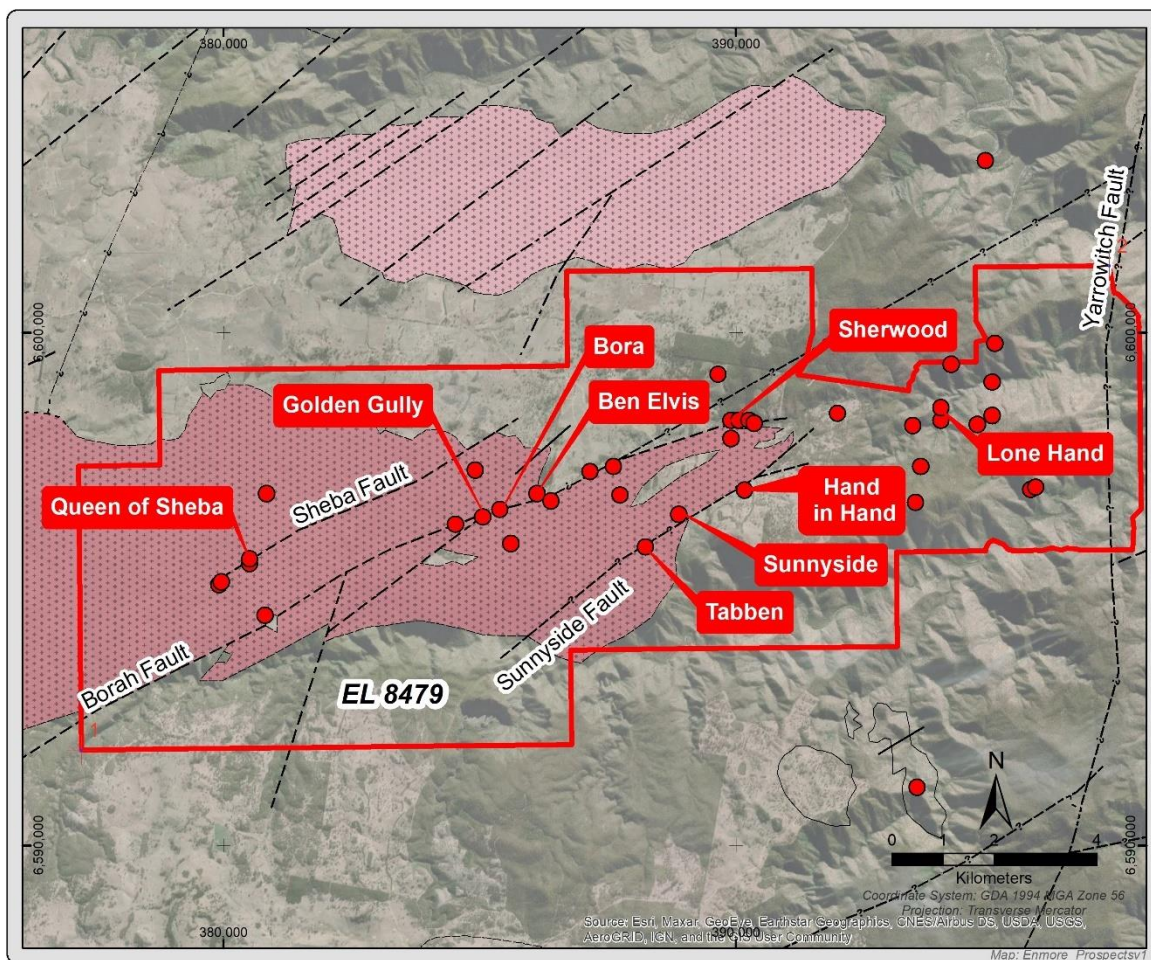 380,000
390,000
Yarrowitch Fault
2
6,600,000
6,600,000
Sherwood
Bora
Ben Elvis
Golden Gully
Lone Hand
Queen of Sheba
Sheba Fault
Hand
in Hand
Sunnyside
Tabben
Sunnyside Fault
Borah Fault
EL 8479
1
N
0 1 2 4
Kilometers
6,590,000
6,590,000
Coordinate System: GDA 1994 MGA Zone 56
Projection: Transverse Mercator
Source: Esri, Maxar, GeoEye, Earthstar Geographics, CNES/Airbus DS, USDA, USGS,
AeroGRID, IGN, and the GIS User Community
380,000
390,000
Map: Enmore_Prospectsv1